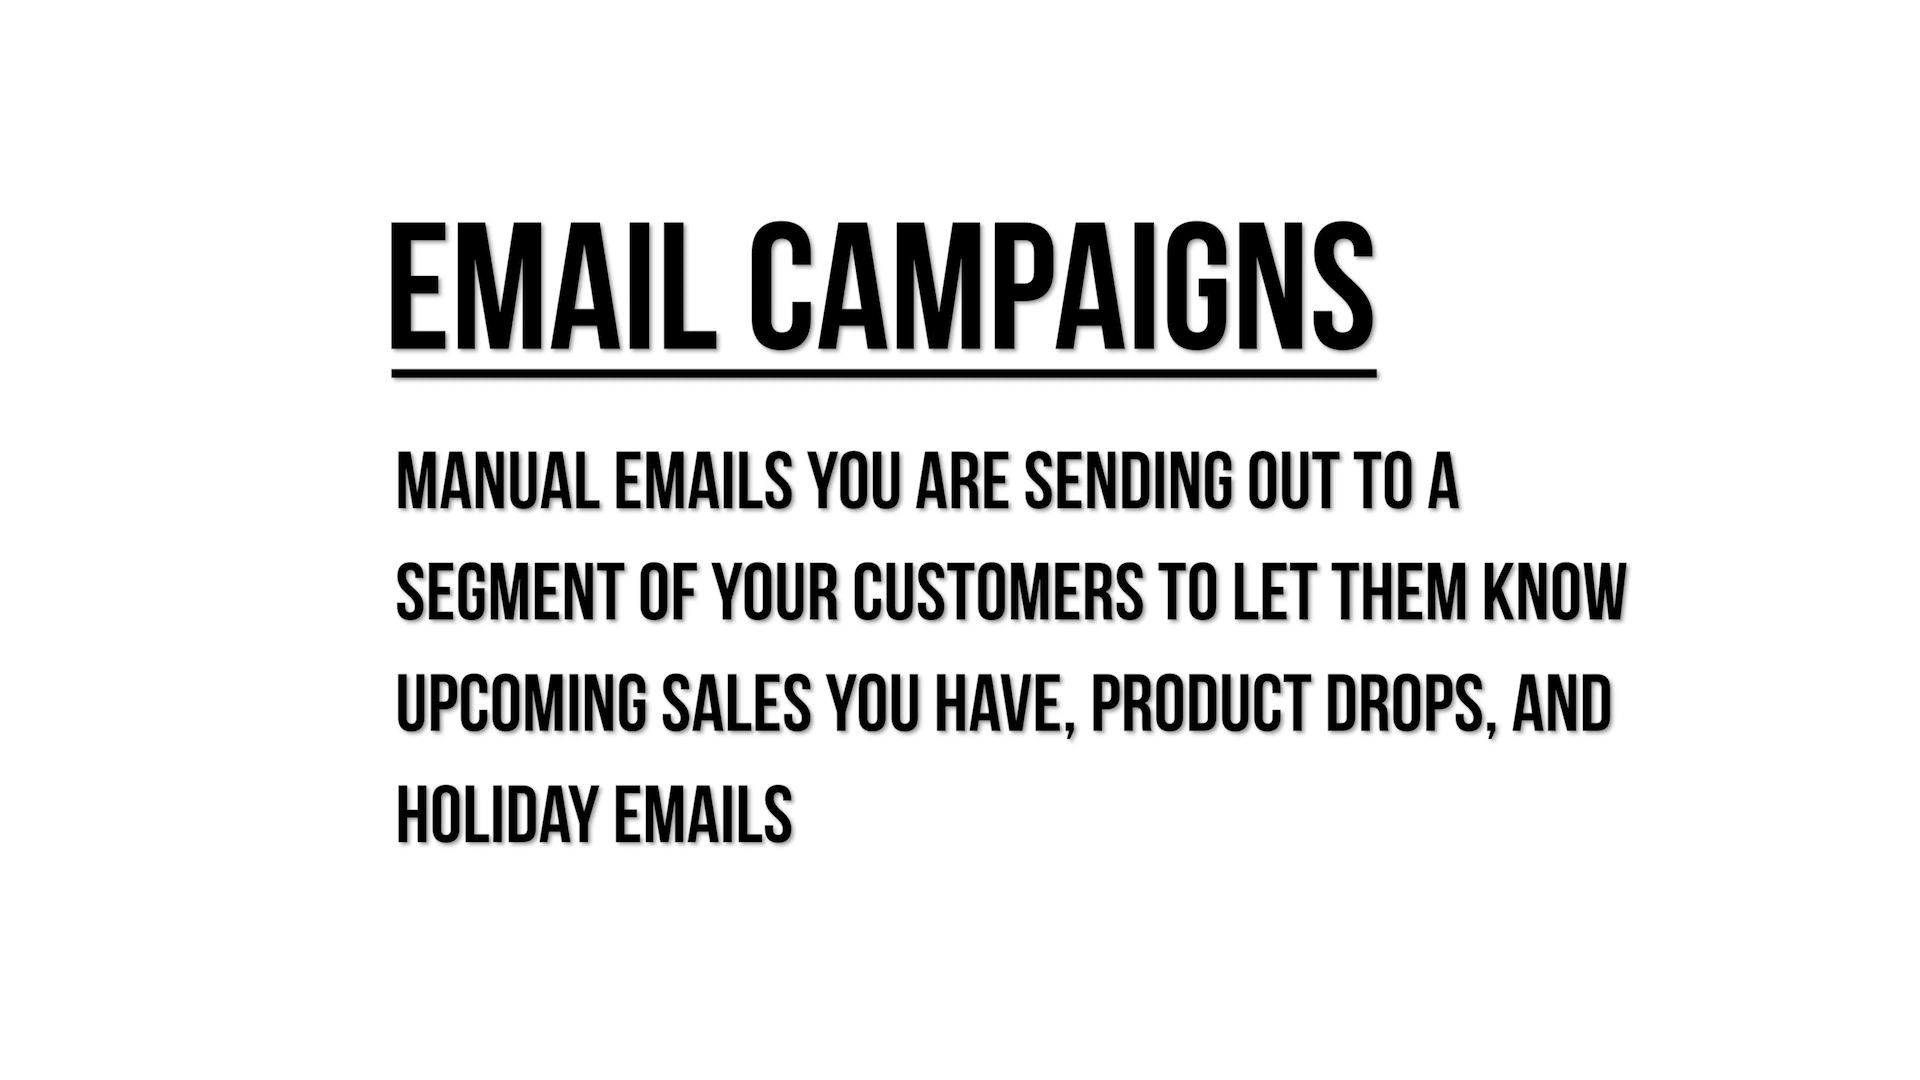 EMAIL CAMPAIGNS
MANUAL EMAILS YOU ARE SENDING OUT TO A
SEGMENT OF YOUR CUSTOMERS TO LET THEM KNOW
UPCOMING SALES YOU HAVE, PRODUCT DROPS, AND
HOLIDAY EMAILS